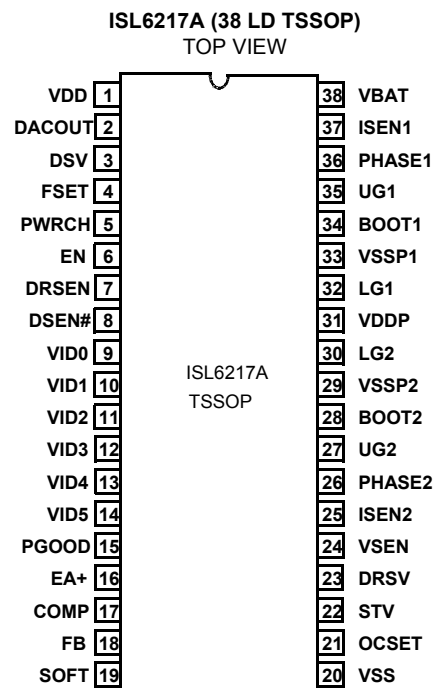 ISL6217A (38 LD TSSOP)
TOP VIEW
VDD 1 38 VBAT
DACOUT 2 37 ISEN1
DSV 3 36 PHASE1
FSET 4 35 UG1
PWRCH 5 34 BOOT1
EN 6 33 VSSP1
DRSEN 7 32 LG1
DSEN# 8 31 VDDP
VID0 9 30 LG2
VID1 10 29 VSSP2
VID2 11 28 BOOT2
VID3 12 27 UG2
VID4 13 26 PHASE2
VID5 14 25 ISEN2
PGOOD 15 24 VSEN
EA+ 16 23 DRSV
COMP 17 22 STV
FB 18 21 OCSET
SOFT 19 20 VSS
ISL6217A
TSSOP